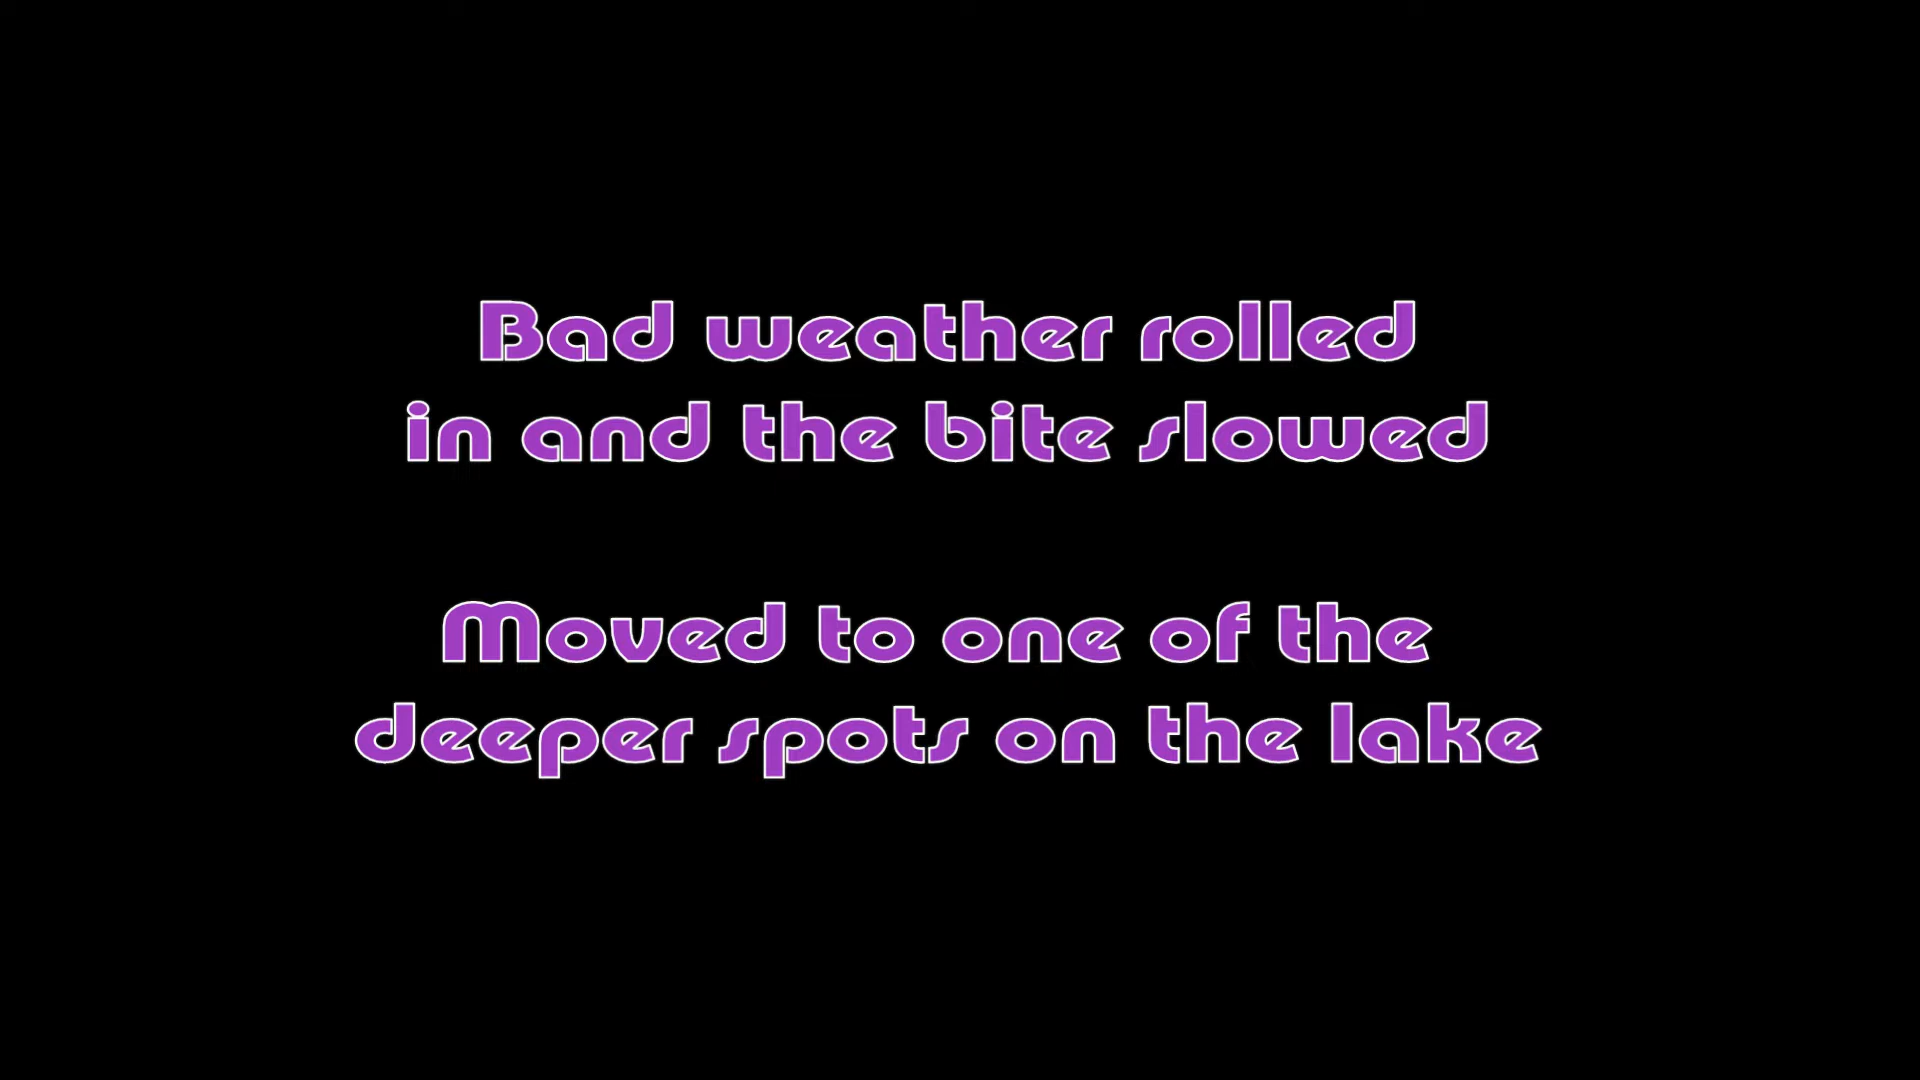 Bad weather rolled
in and the bite slowed
Moved to one of the
deeper spots on the lake